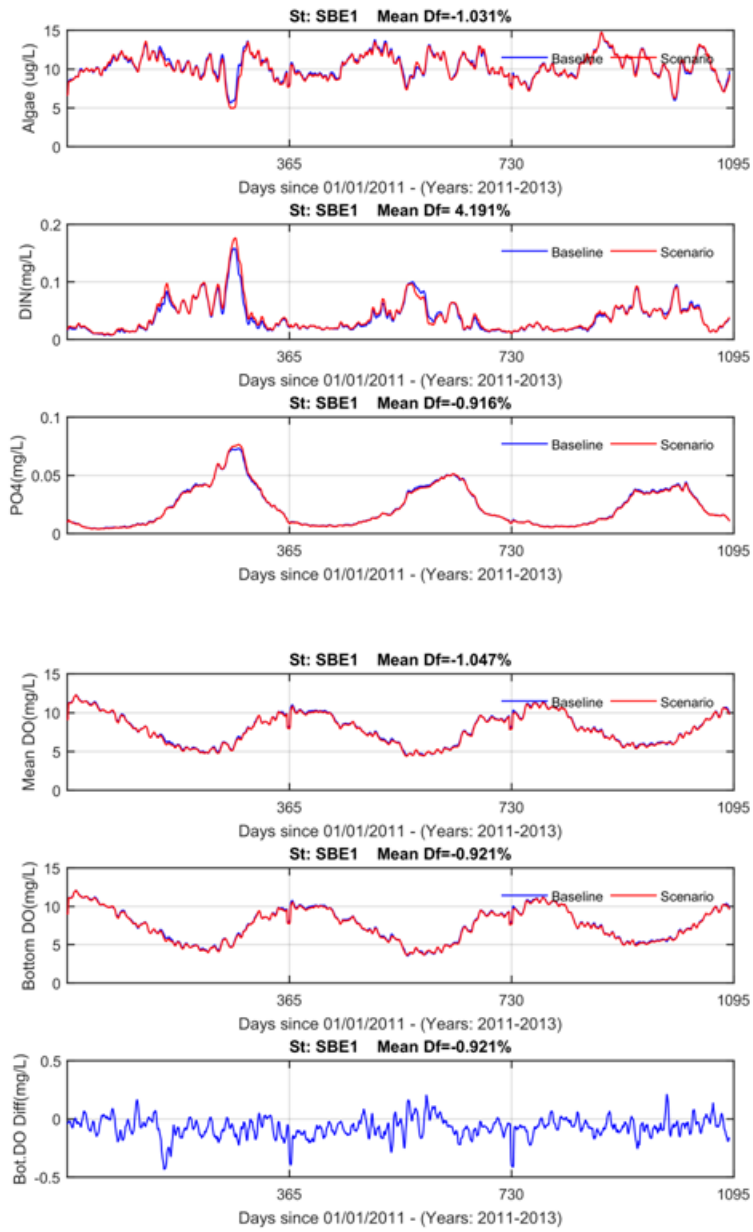 St: SBE1 Mean Df=-1.031%
15
10
5
0
Algae (ug/L)
Baseline Scenario
365 730 1095
Days since 01/01/2011 - (Years: 2011-2013)
St: SBE1 Mean Df= 4.191%
0.2
0.1
0
DIN(mg/L)
Baseline Scenario
365 730 1095
Days since 01/01/2011 - (Years: 2011-2013)
St: SBE1 Mean Df=-0.916%
0.1
0.05
0
PO4(mg/L)
Baseline Scenario
365 730 1095
Days since 01/01/2011 - (Years: 2011-2013)
St: SBE1 Mean Df=-1.047%
15
10
5
0
Mean DO(mg/L)
Baseline Scenario
365 730 1095
Days since 01/01/2011 - (Years: 2011-2013)
St: SBE1 Mean Df=-0.921%
15
10
5
0
Bottom DO(mg/L)
Baseline Scenario
365 730 1095
Days since 01/01/2011 - (Years: 2011-2013)
St: SBE1 Mean Df=-0.921%
0.5
0
-0.5
Bot.DO Diff(mg/L)
365 730 1095
Days since 01/01/2011 - (Years: 2011-2013)